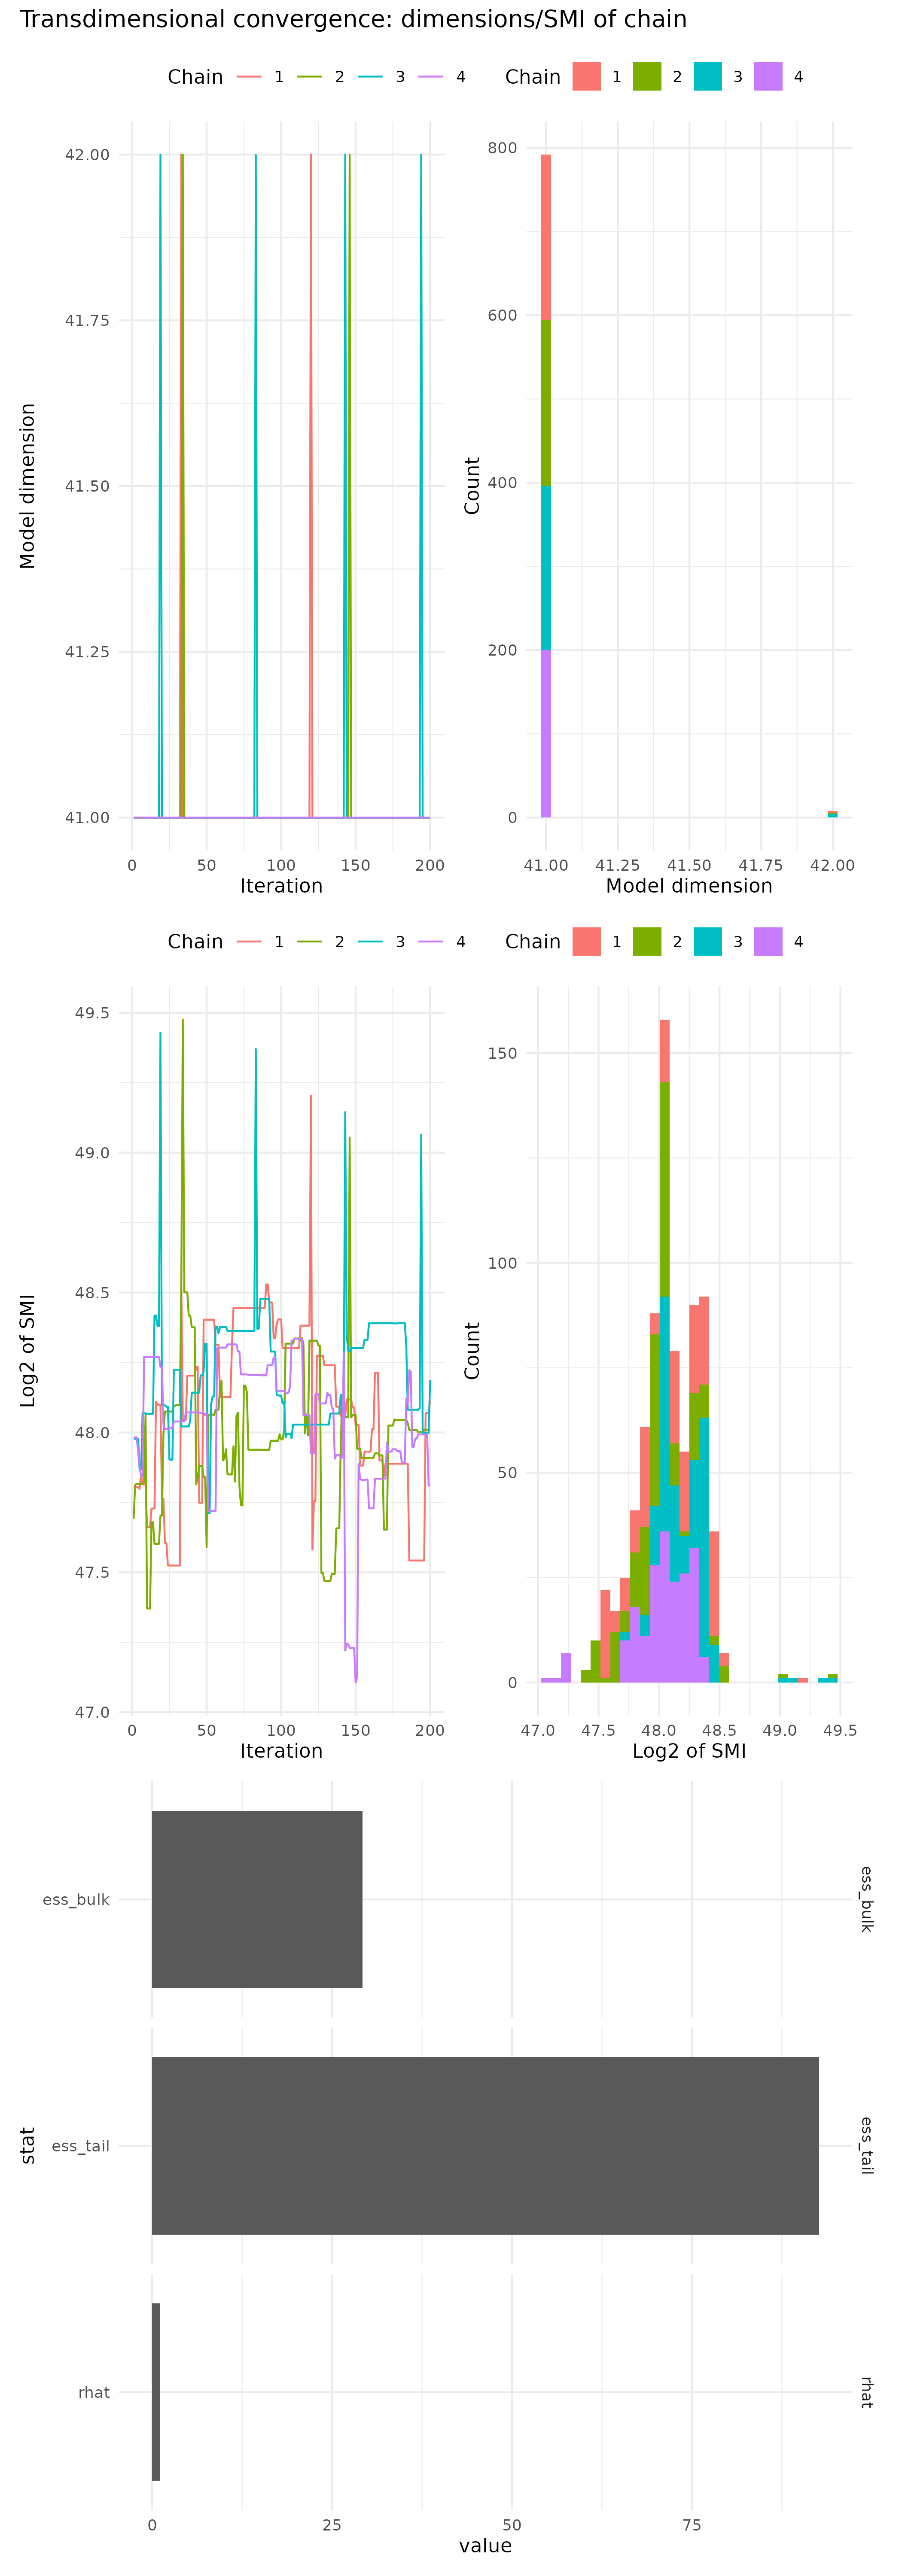 Transdimensional convergence: dimensions/SMI of chain
Chain 1 2 3 4
Chain 1 2 3 4
42.00
41.75
41.50
41.25
41.00
Model dimension
0 50 100 150 200
Iteration
800
600
400
200
0
Count
41.00 41.25 41.50 41.75 42.00
Model dimension
Chain 1 2 3 4
Chain 1 2 3 4
49.5
49.0
48.5
48.0
47.5
47.0
Log2 of SMI
0 50 100 150 200
Iteration
150
100
50
0
Count
47.0 47.5 48.0 48.5 49.0 49.5
Log2 of SMI
ess_bulk
ess_bulk
stat
ess_tail
ess_tail
rhat
rhat
0 25 50 75
value